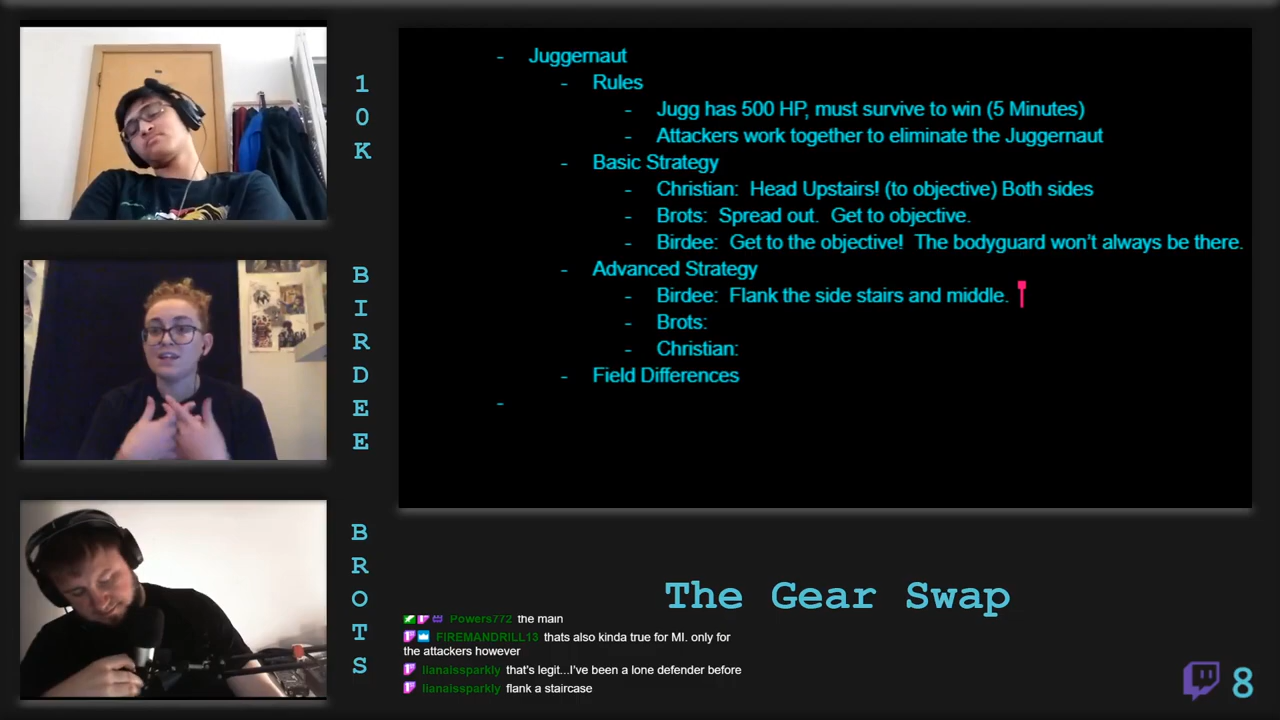 10K
BIRDEE
BROTS
- Juggernaut
- Rules
- Jugg has 500 HP, must survive to win (5 Minutes)
- Attackers work together to eliminate the Juggernaut
- Basic Strategy
- Christian: Head Upstairs! (to objective) Both sides
- Brots: Spread out. Get to objective.
- Birdee: Get to the objective! The bodyguard won't always be there.
- Advanced Strategy
- Birdee: Flank the side stairs and middle.
- Brots:
- Christian:
- Field Differences
-
The Gear Swap
Powers772 the main
FIREMANDRILL13 thats also kinda true for MI. only for
the attackers however
lianaissparkly that's legit...I've been a lone defender before
lianaissparkly flank a staircase
8